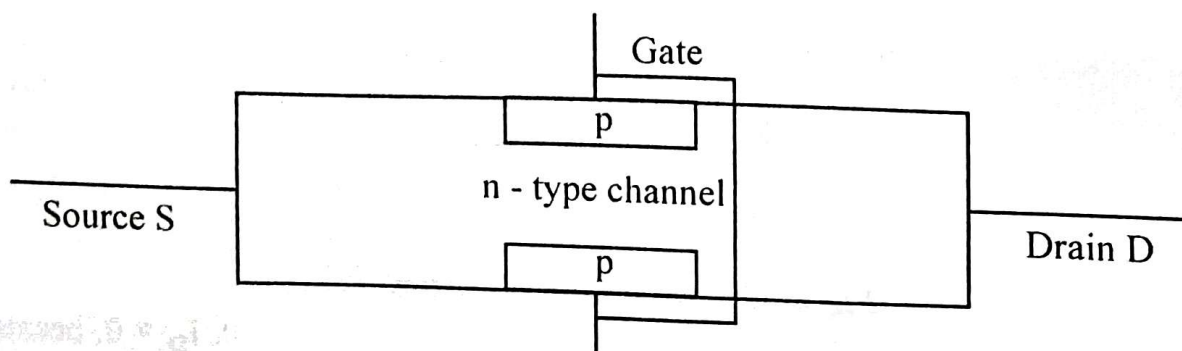 Gate
p
n - type channel
Source S
p
Drain D